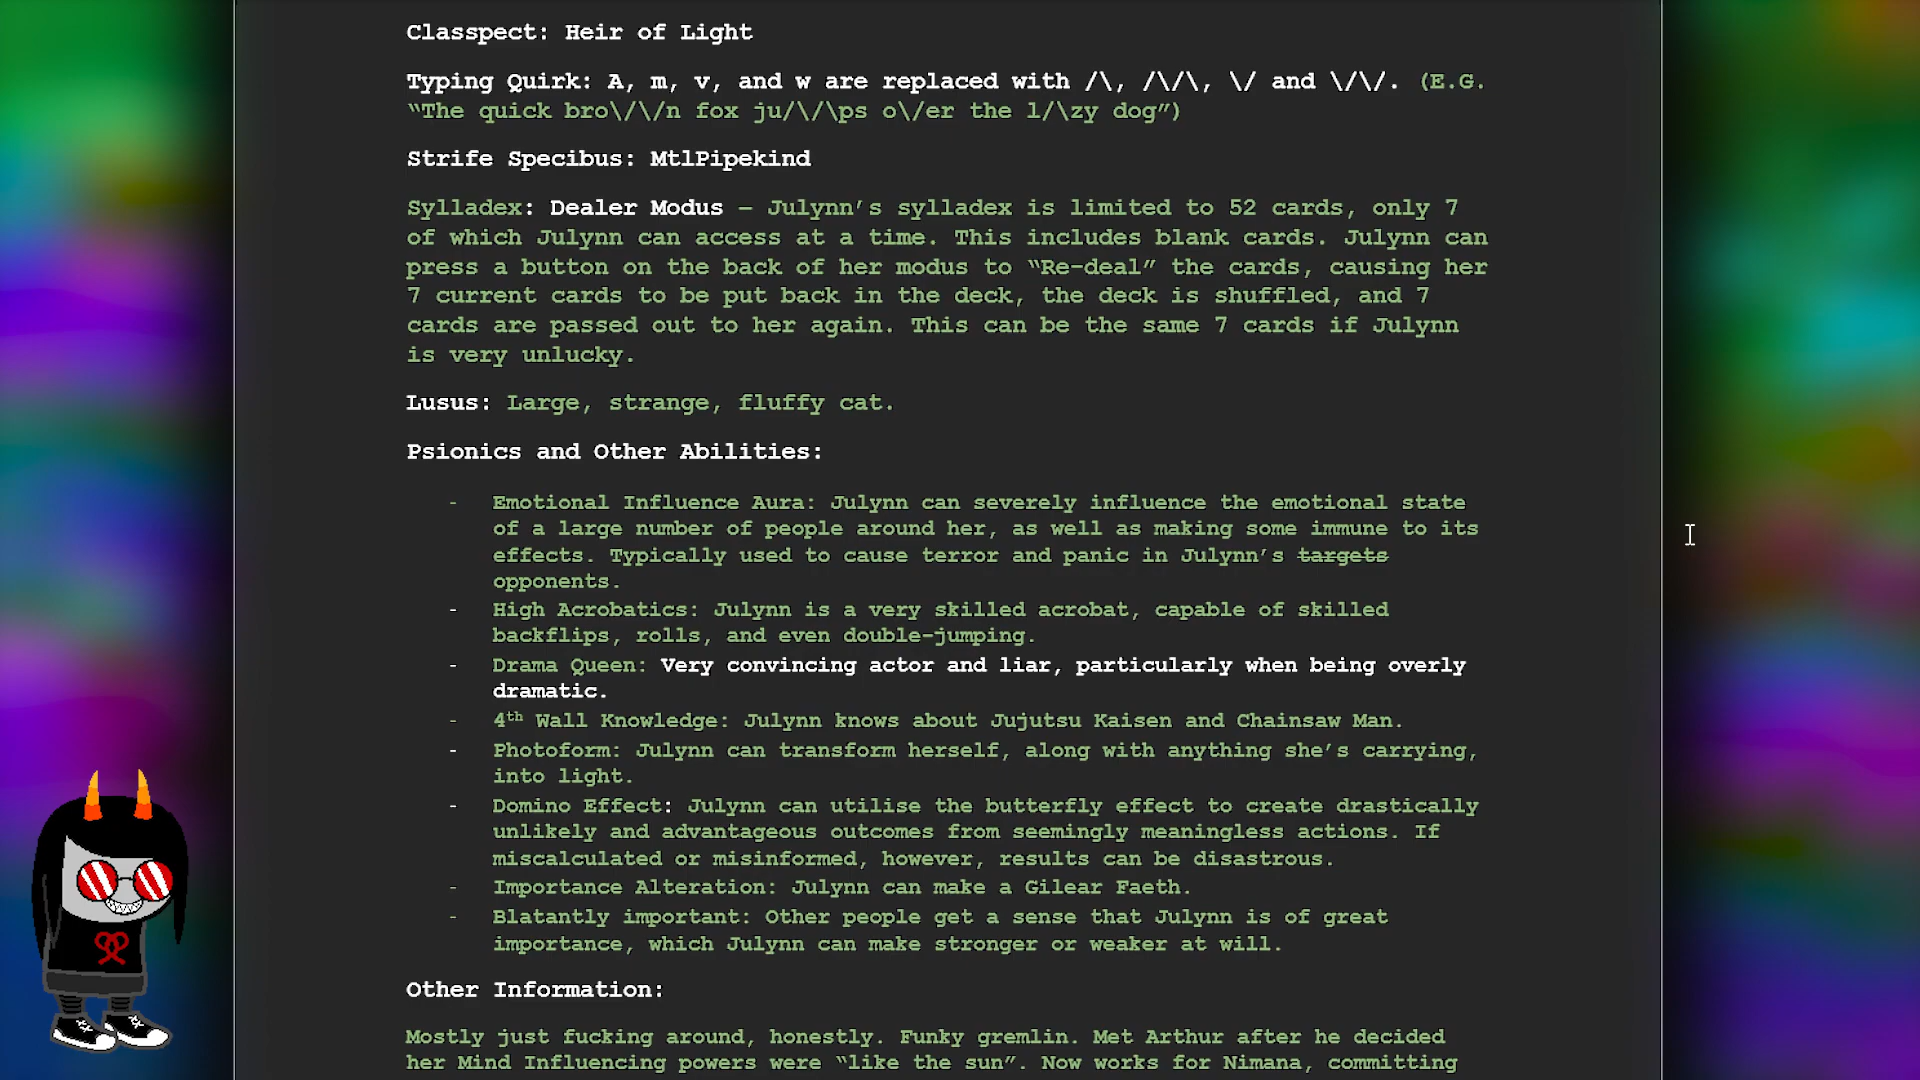 Classpect: Heir of Light
Typing Quirk: A, m, v, and w are replaced with /\, /\/\, \/ and \/\/. (E.G.
“The quick bro\/\/n fox ju/\/\ps o\/er the l/\zy dog”)
Strife Specibus: MtlPipekind
Sylladex: Dealer Modus – Julynn’s sylladex is limited to 52 cards, only 7
of which Julynn can access at a time. This includes blank cards. Julynn can
press a button on the back of her modus to “Re-deal” the cards, causing her
7 current cards to be put back in the deck, the deck is shuffled, and 7
cards are passed out to her again. This can be the same 7 cards if Julynn
is very unlucky.
Lusus: Large, strange, fluffy cat.
Psionics and Other Abilities:
- Emotional Influence Aura: Julynn can severely influence the emotional state
of a large number of people around her, as well as making some immune to its
effects. Typically used to cause terror and panic in Julynn’s targets
opponents.
- High Acrobatics: Julynn is a very skilled acrobat, capable of skilled
backflips, rolls, and even double-jumping.
- Drama Queen: Very convincing actor and liar, particularly when being overly
dramatic.
- 4th Wall Knowledge: Julynn knows about Jujutsu Kaisen and Chainsaw Man.
- Photoform: Julynn can transform herself, along with anything she’s carrying,
into light.
- Domino Effect: Julynn can utilise the butterfly effect to create drastically
unlikely and advantageous outcomes from seemingly meaningless actions. If
miscalculated or misinformed, however, results can be disastrous.
- Importance Alteration: Julynn can make a Gilear Faeth.
- Blatantly important: Other people get a sense that Julynn is of great
importance, which Julynn can make stronger or weaker at will.
Other Information:
Mostly just fucking around, honestly. Funky gremlin. Met Arthur after he decided
her Mind Influencing powers were “like the sun”. Now works for Nimana, committing